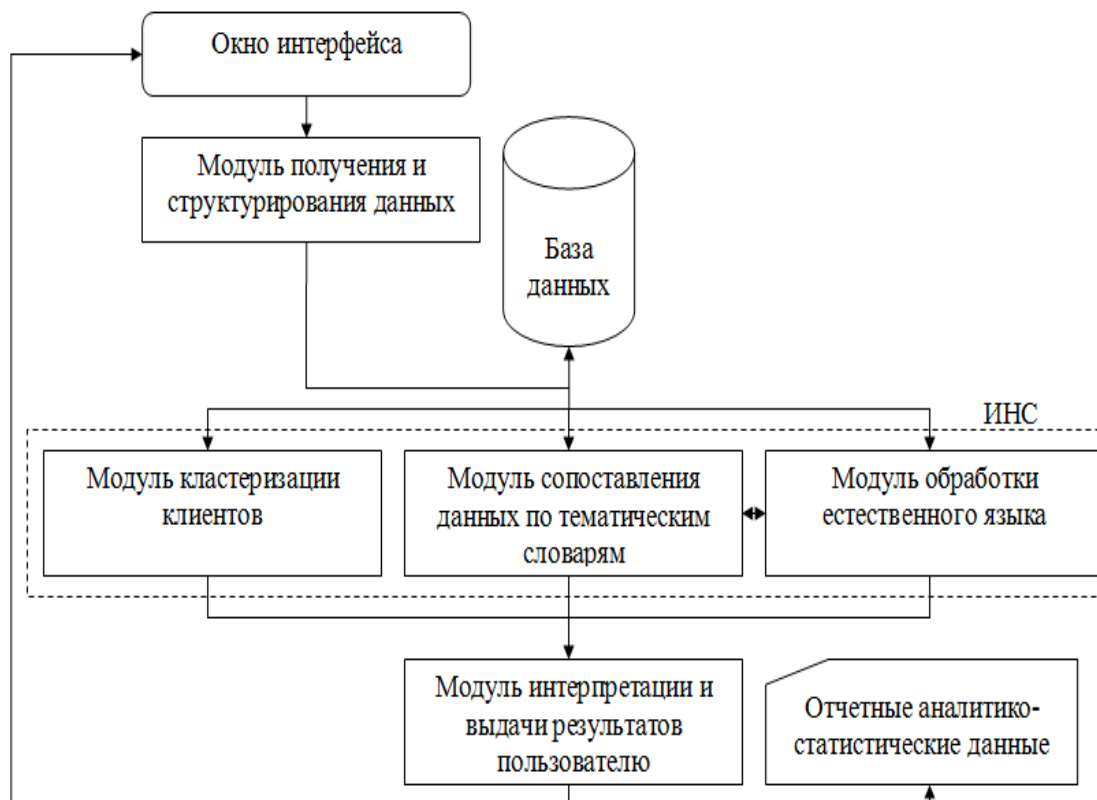 Окно интерфейса
Модуль получения и
структурирования данных
База
данных
ИНС
Модуль кластеризации
клиентов
Модуль сопоставления
данных по тематическим
словарям
Модуль обработки
естественного языка
Модуль интерпретации и
выдачи результатов
пользователю
Отчетные аналитико-
статистические данные